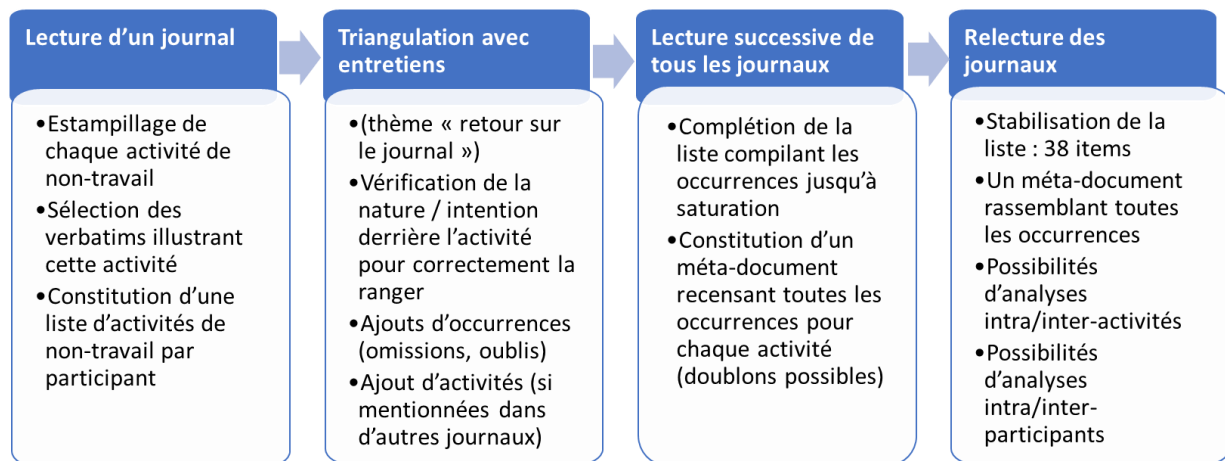 Lecture d’un journal
•Estampillage de
chaque activité de
non-travail
•Sélection des
verbatims illustrant
cette activité
•Constitution d’une
liste d’activités de
non-travail par
participant
Triangulation avec
entretiens
•(thème « retour sur
le journal »)
•Vérification de la
nature / intention
derrière l’activité
pour correctement la
ranger
•Ajouts d’occurrences
(omissions, oublis)
•Ajout d’activités (si
mentionnées dans
d’autres journaux)
Lecture successive de
tous les journaux
•Complétion de la
liste compilant les
occurrences jusqu’à
saturation
•Constitution d’un
méta-document
recensant toutes les
occurrences pour
chaque activité
(doublons possibles)
Relecture des
journaux
•Stabilisation de la
liste : 38 items
•Un méta-document
rassemblant toutes
les occurrences
•Possibilités
d’analyses
intra/inter-activités
•Possibilités
d’analyses
intra/inter-
participants